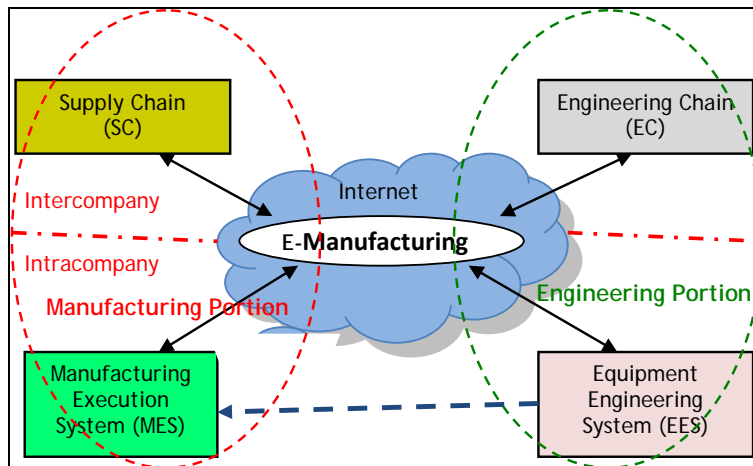 Supply Chain
(SC)
Engineering Chain
(EC)
Internet
Intercompany
E-Manufacturing
Intracompany
Manufacturing Portion
Engineering Portion
Manufacturing
Execution
System (MES)
Equipment
Engineering
System (EES)